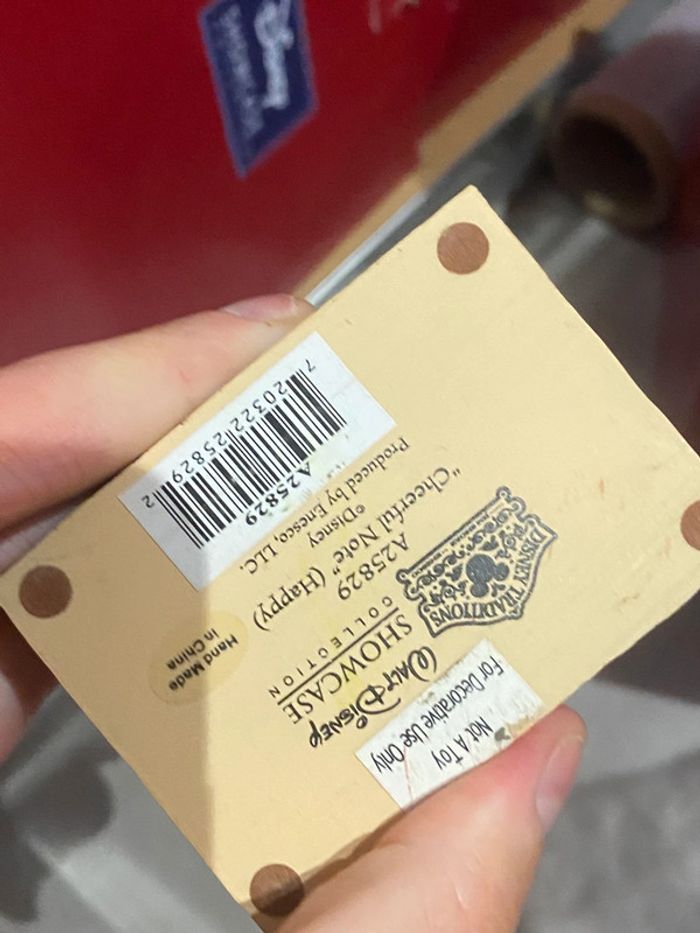 Disney
For Decorative Use Only
Not A Toy
DISNEY TRADITIONS
WALT DISNEY
SHOWCASE
COLLECTION
A25829
"Cheerful Note" (Happy)
©Disney
Produced by Enesco, LLC.
A25829
7 20322 25829 2
Hand Made
in China